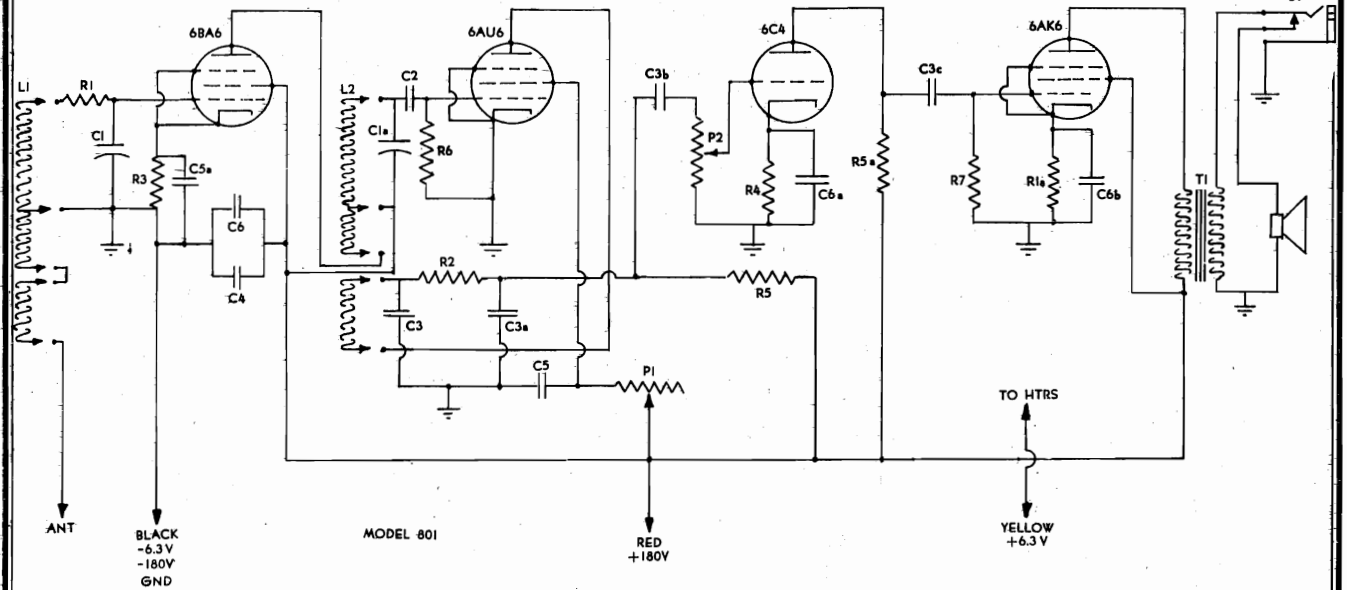 6BA6
6AU6
6C4
6AK6
L1
R1
C1
R3
C5a
C6
C4
L2
C2
C1a
R6
R2
C3
C3a
C5
P1
C3b
P2
R4
C6a
R5
R5a
C3c
R7
R1a
C6b
T1
TO HTRS
ANT
BLACK
-6.3 V
-180V
GND
MODEL 801
RED
+180V
YELLOW
+6.3 V